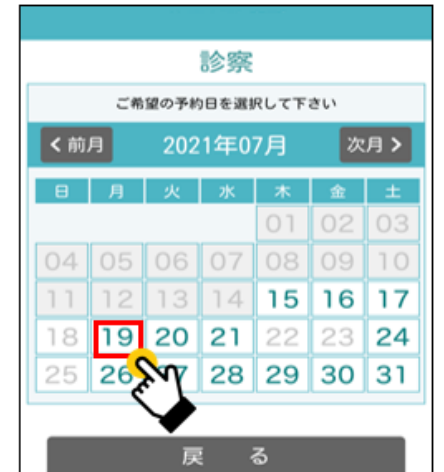 診察
ご希望の予約日を選択して下さい
<前月 2021年07月 次月>
日 月 火 水 木 金 土
01 02 03
04 05 06 07 08 09 10
11 12 13 14 15 16 17
18 19 20 21 22 23 24
25 26 27 28 29 30 31
戻 る